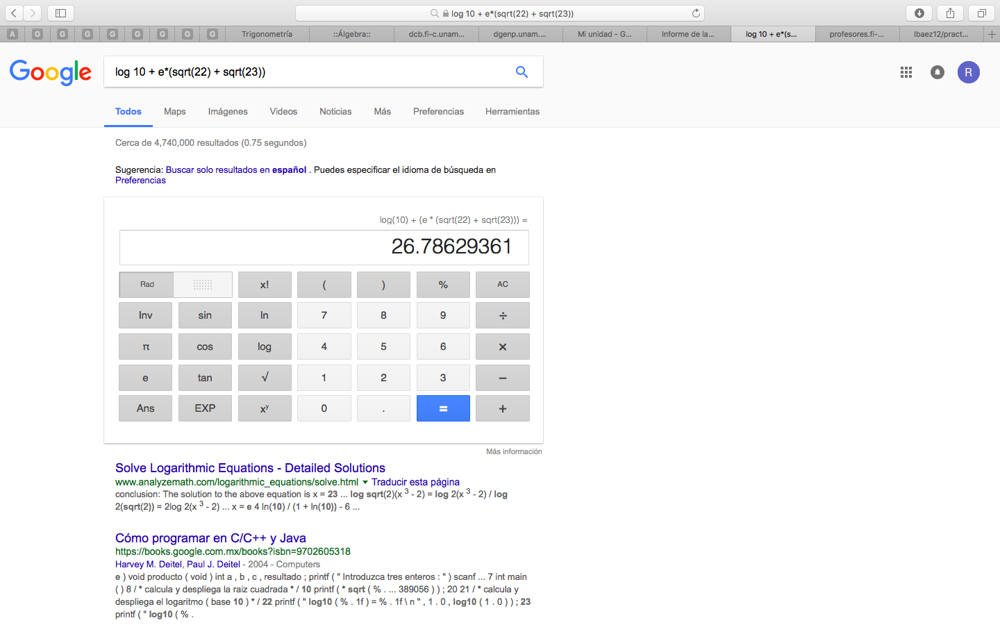 log 10 + e*(sqrt(22) + sqrt(23))
A G G G G G G G G Trigonometría ::Álgebra:: dcb.fi-c.unam... dgenp.unam.... Mi unidad - G... Informe de la... log 10 + e*(s... profesores.fi-... lbaez12/pract... +
Google log 10 + e*(sqrt(22) + sqrt(23)) R
Todos Maps Imágenes Videos Noticias Más Preferencias Herramientas
Cerca de 4,740,000 resultados (0.75 segundos)
Sugerencia: Buscar solo resultados en español . Puedes especificar el idioma de búsqueda en
Preferencias
log(10) + (e * (sqrt(22) + sqrt(23))) =
26.78629361
Rad x! ( ) % AC
Inv sin ln 7 8 9 ÷
π cos log 4 5 6 ×
e tan √ 1 2 3 −
Ans EXP xʸ 0 . = +
Más información
Solve Logarithmic Equations - Detailed Solutions
www.analyzemath.com/logarithmic_equations/solve.html Traducir esta página
conclusion: The solution to the above equation is x = 23 ... log sqrt(2)(x 3 - 2) = log 2(x 3 - 2) / log
2(sqrt(2)) = 2log 2(x 3 - 2) ... x = e 4 ln(10) / (1 + ln(10)) - 6 ...
Cómo programar en C/C++ y Java
https://books.google.com.mx/books?isbn=9702605318
Harvey M. Deitel, Paul J. Deitel - 2004 - Computers
e ) void producto ( void ) int a , b , c , resultado ; printf ( " Introduzca tres enteros : " ) scanf ... 7 int main
( ) 8 / * calcula y despliega la raiz cuadrada * / 10 printf ( * sqrt ( % . ... 389056 ) ) ; 20 21 / * calcula y
despliega el logaritmo ( base 10 ) * / 22 printf ( " log10 ( % . 1f ) = % . 1f \ n " , 1 . 0 , log10 ( 1 . 0 ) ) ; 23
printf ( " log10 ( % .